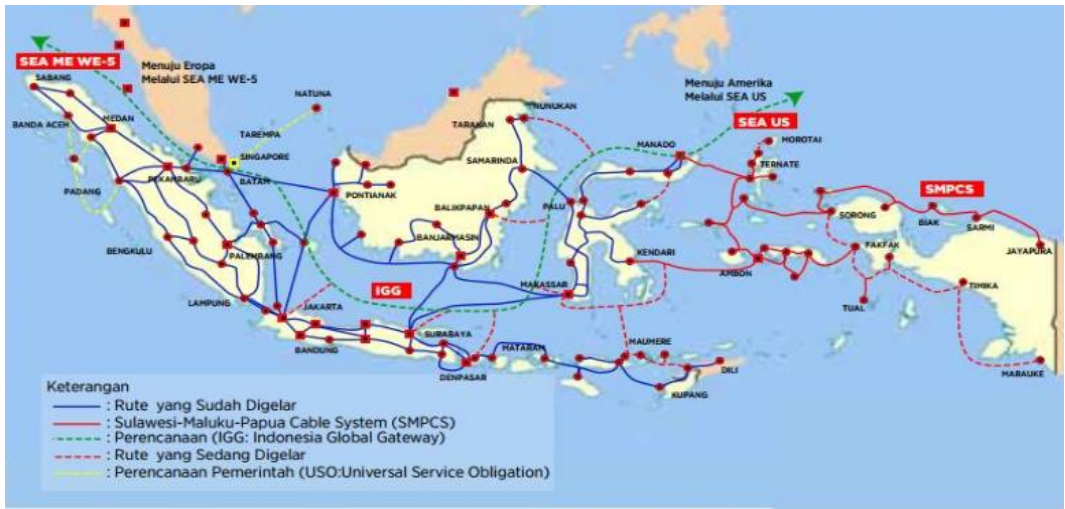 SEA ME WE-5
SABANG
Menuju Eropa
Melalui SEA ME WE-5
BANDA ACEH
MEDAN
NATUNA
TAREMPA
SINGAPORE
BATAM
PEKAMBARU
PADANG
BENGKULU
PALEMBANG
LAMPUNG
JAKARTA
BANDUNG
PONTIANAK
TARAKAN
NUNUKAN
SAMARINDA
BALIKPAPAN
BANJARMASIN
IGG
SURABAYA
DENPASAR
MATARAM
MAKASSAR
PALU
KENDARI
MANADO
Menuju Amerika
Melalui SEA US
SEA US
MOROTAI
TERNATE
SMPCS
SORONG
BIAK
SARMI
JAYAPURA
FAKFAK
AMBON
TUAL
TIMIKA
MARAUKE
MAUMERE
DILI
KUPANG
Keterangan
: Rute yang Sudah Digelar
: Sulawesi-Maluku-Papua Cable System (SMPCS)
: Perencanaan (IGG: Indonesia Global Gateway)
: Rute yang Sedang Digelar
: Perencanaan Pemerintah (USO:Universal Service Obligation)